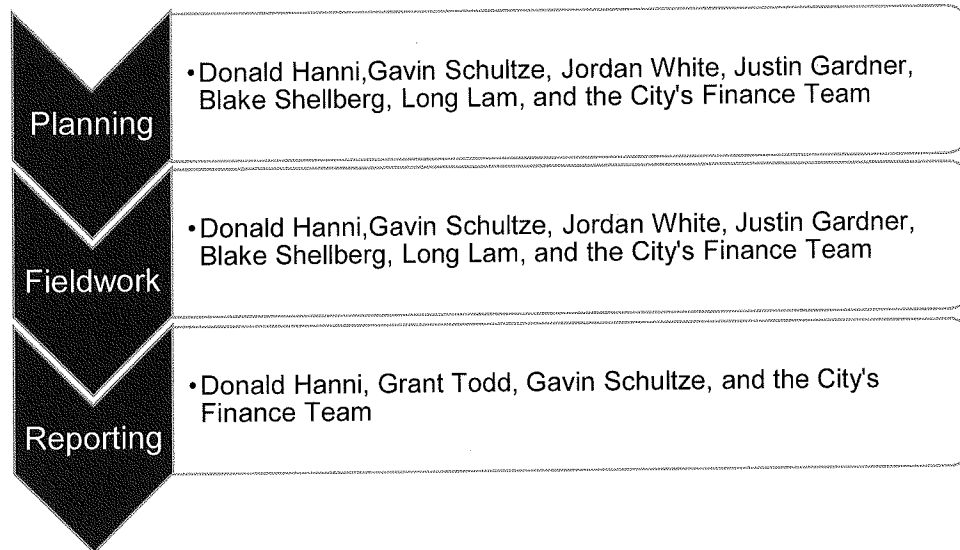 Planning
•Donald Hanni,Gavin Schultze, Jordan White, Justin Gardner,
Blake Shellberg, Long Lam, and the City's Finance Team
Fieldwork
•Donald Hanni,Gavin Schultze, Jordan White, Justin Gardner,
Blake Shellberg, Long Lam, and the City's Finance Team
Reporting
•Donald Hanni, Grant Todd, Gavin Schultze, and the City's
Finance Team